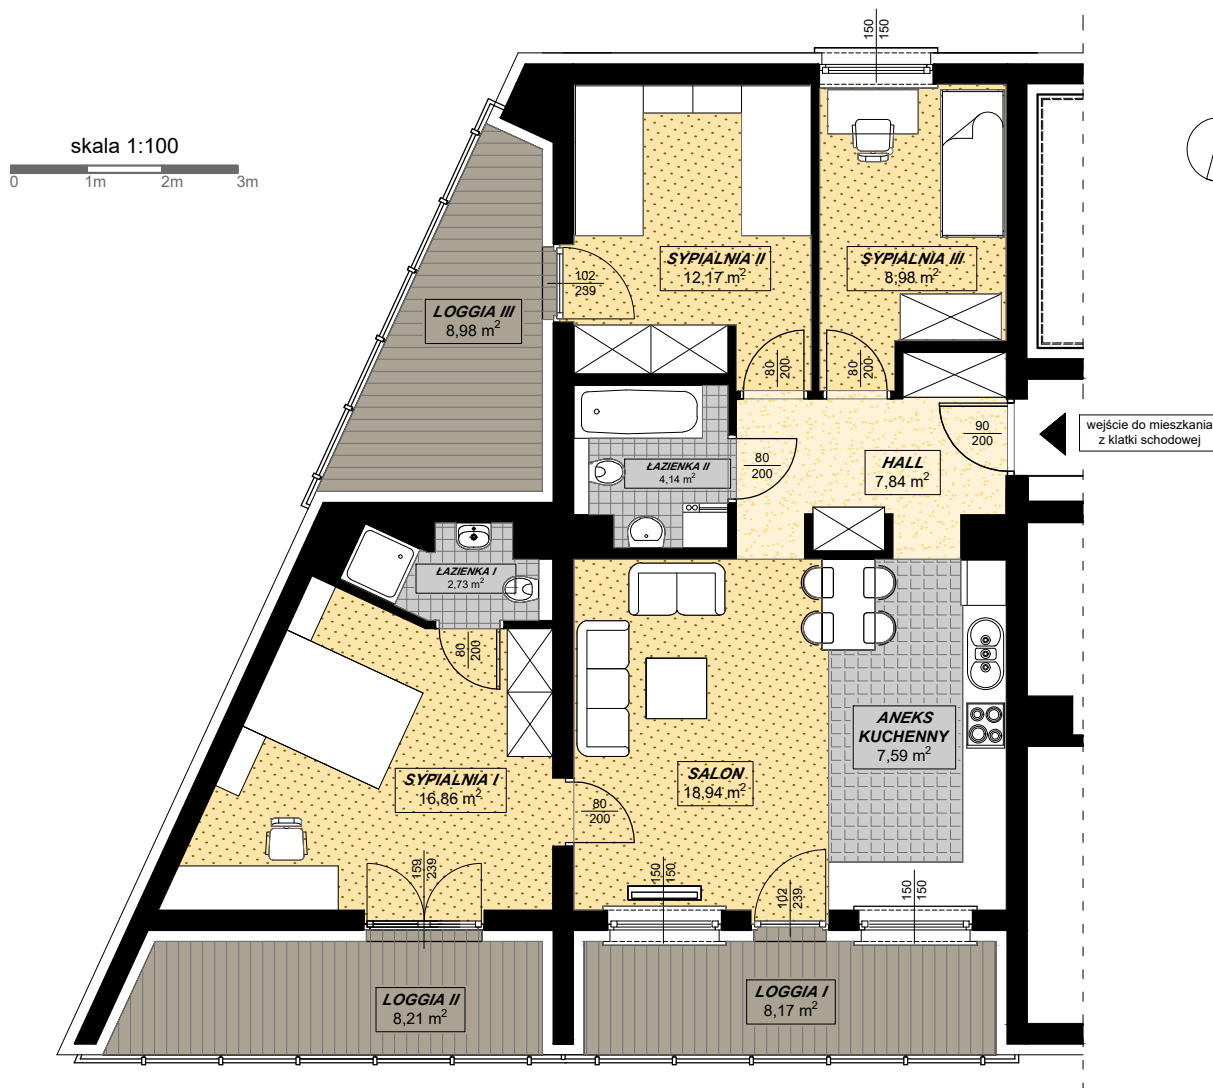 150
150
skala 1:100
0 1m 2m 3m
SYPIALNIA II
12,17 m²
SYPIALNIA III
8,98 m²
102
239
LOGGIA III
8,98 m²
80
200
80
200
90
200
wejście do mieszkania
z klatki schodowej
ŁAZIENKA II
4,14 m²
80
200
HALL
7,84 m²
ŁAZIENKA I
2,73 m²
80
200
ANEKS
KUCHENNY
7,59 m²
SYPIALNIA I
16,86 m²
SALON
18,94 m²
80
200
159
239
150
150
102
239
150
150
LOGGIA II
8,21 m²
LOGGIA I
8,17 m²